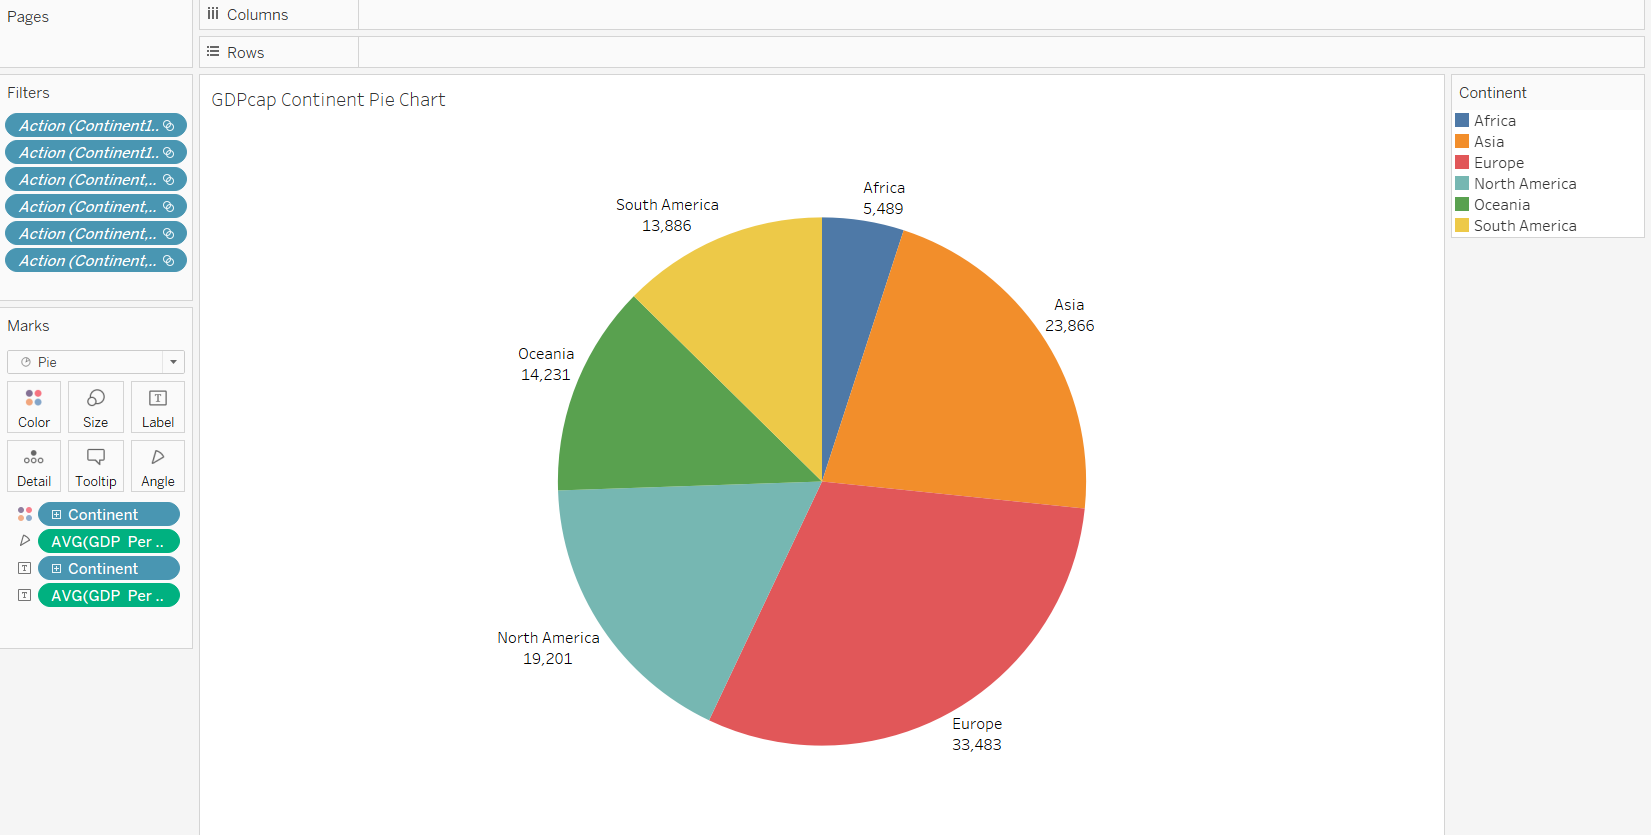 Pages
Columns
Rows
Filters
Action (Continent1..
Action (Continent1..
Action (Continent,..
Action (Continent,..
Action (Continent,..
Action (Continent,..
Marks
Pie
Color Size Label
Detail Tooltip Angle
Continent
AVG(GDP Per ..
Continent
AVG(GDP Per ..
GDPcap Continent Pie Chart
Africa
5,489
South America
13,886
Asia
23,866
Oceania
14,231
North America
19,201
Europe
33,483
Continent
Africa
Asia
Europe
North America
Oceania
South America